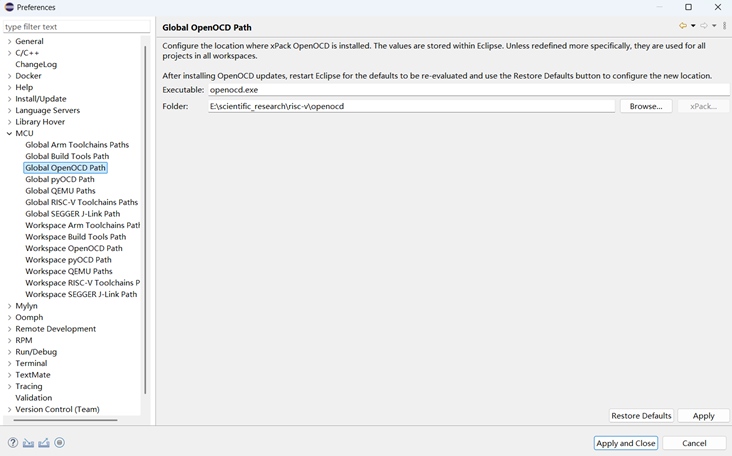 Preferences
type filter text
General
C/C++
ChangeLog
Docker
Help
Install/Update
Language Servers
Library Hover
MCU
Global Arm Toolchains Paths
Global Build Tools Path
Global OpenOCD Path
Global pyOCD Path
Global QEMU Paths
Global RISC-V Toolchains Paths
Global SEGGER J-Link Path
Workspace Arm Toolchains Path
Workspace Build Tools Path
Workspace OpenOCD Path
Workspace pyOCD Path
Workspace QEMU Paths
Workspace RISC-V Toolchains P
Workspace SEGGER J-Link Path
Mylyn
Oomph
Remote Development
RPM
Run/Debug
Terminal
TextMate
Tracing
Validation
Version Control (Team)
Global OpenOCD Path
Configure the location where xPack OpenOCD is installed. The values are stored within Eclipse. Unless redefined more specifically, they are used for all
projects in all workspaces.
After installing OpenOCD updates, restart Eclipse for the defaults to be re-evaluated and use the Restore Defaults button to configure the new location.
Executable: openocd.exe
Folder: E:\scientific_research\risc-v\openocd Browse... xPack...
Restore Defaults Apply
Apply and Close Cancel